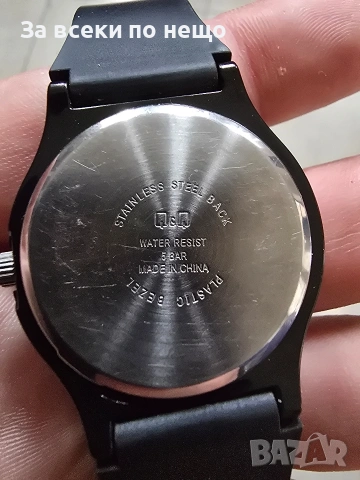 За всеки по нещо
STAINLESS STEEL BACK
Q&Q
WATER RESIST
5 BAR
MADE IN CHINA
PLASTIC BEZEL
BAZAR